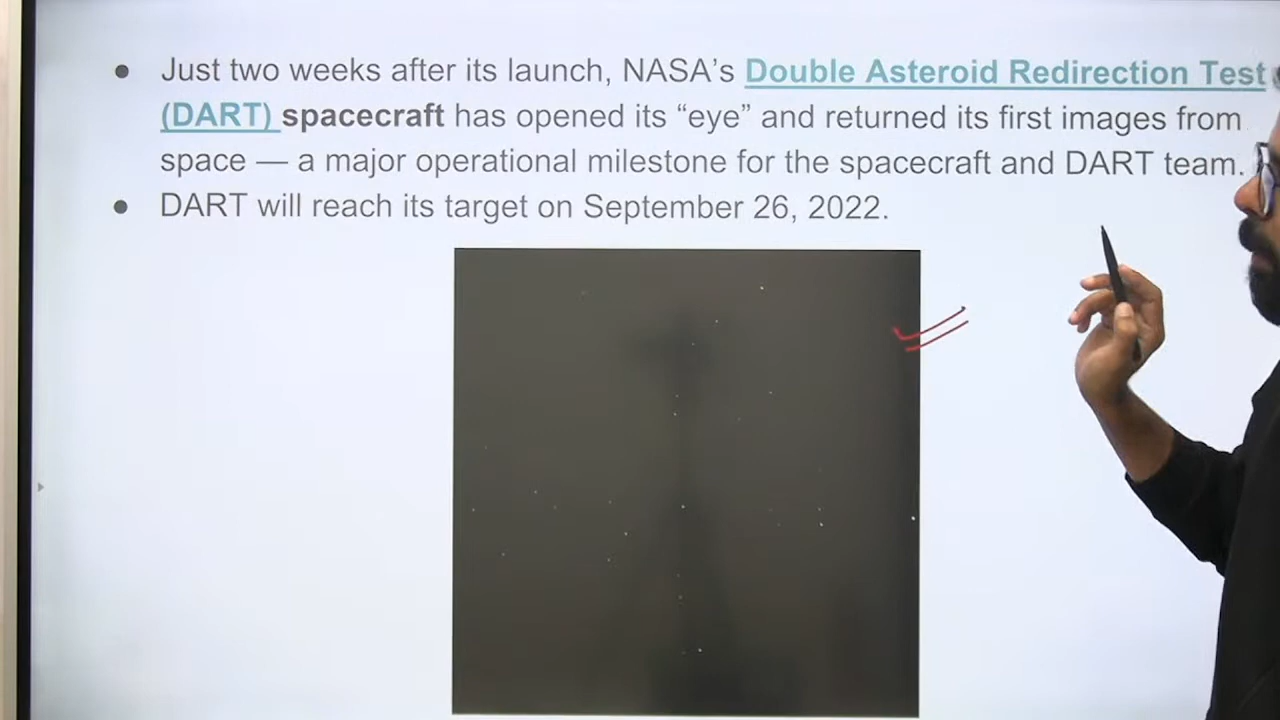 ● Just two weeks after its launch, NASA’s Double Asteroid Redirection Test
(DART) spacecraft has opened its “eye” and returned its first images from
space — a major operational milestone for the spacecraft and DART team.
● DART will reach its target on September 26, 2022.